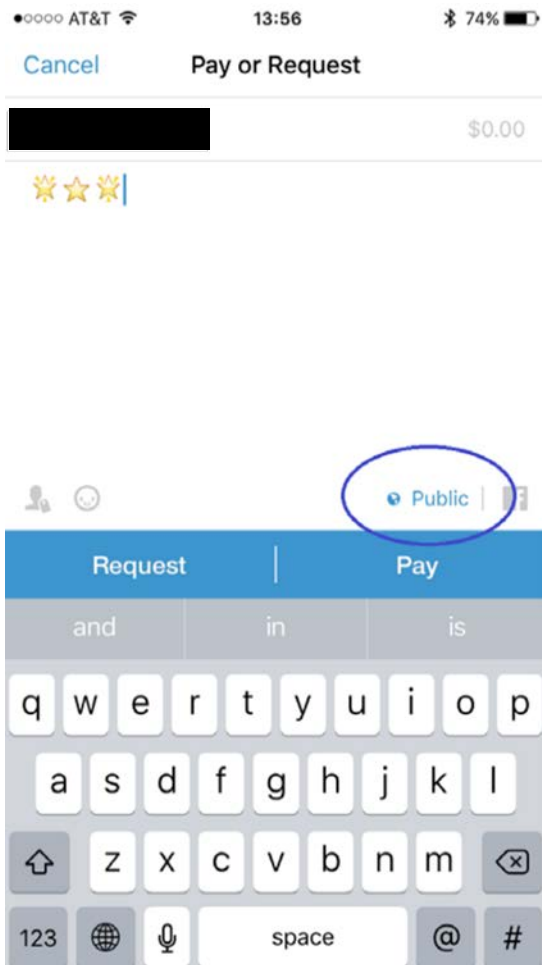 AT&T 13:56 74%
Cancel Pay or Request
$0.00
🌟⭐🌟
Public
Request Pay
and in is
q w e r t y u i o p
a s d f g h j k l
z x c v b n m
123 space @ #